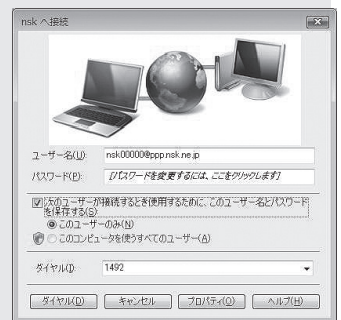 nsk へ接続
ユーザー名(U): nsk00000@ppp.nsk.ne.jp
パスワード(P): [パスワードを変更するには、ここをクリックします]
次のユーザーが接続するとき使用するために、このユーザー名とパスワード
を保存する(S)
このユーザーのみ(N)
このコンピュータを使うすべてのユーザー(A)
ダイヤル(I): 1492
ダイヤル(D) キャンセル プロパティ(O) ヘルプ(H)